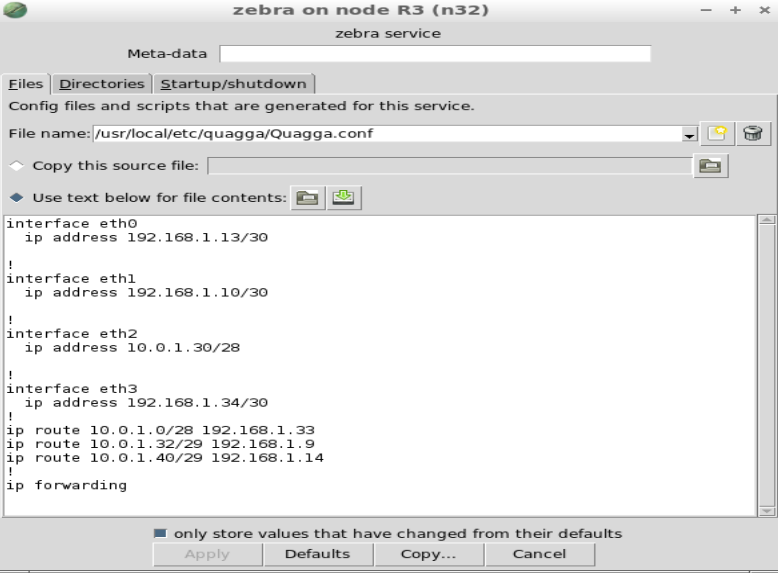 zebra on node R3 (n32)
zebra service
Meta-data
Files Directories Startup/shutdown
Config files and scripts that are generated for this service.
File name: /usr/local/etc/quagga/Quagga.conf
Copy this source file:
Use text below for file contents:
interface eth0
  ip address 192.168.1.13/30
!
interface eth1
  ip address 192.168.1.10/30
!
interface eth2
  ip address 10.0.1.30/28
!
interface eth3
  ip address 192.168.1.34/30
!
ip route 10.0.1.0/28 192.168.1.33
ip route 10.0.1.32/29 192.168.1.9
ip route 10.0.1.40/29 192.168.1.14
!
ip forwarding
only store values that have changed from their defaults
Apply Defaults Copy... Cancel